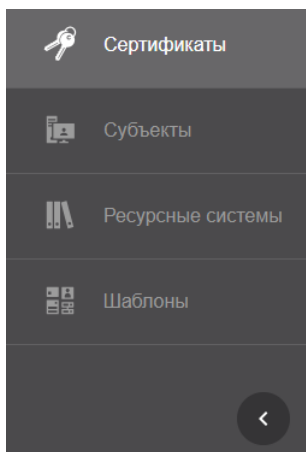 Сертификаты
Субъекты
Ресурсные системы
Шаблоны